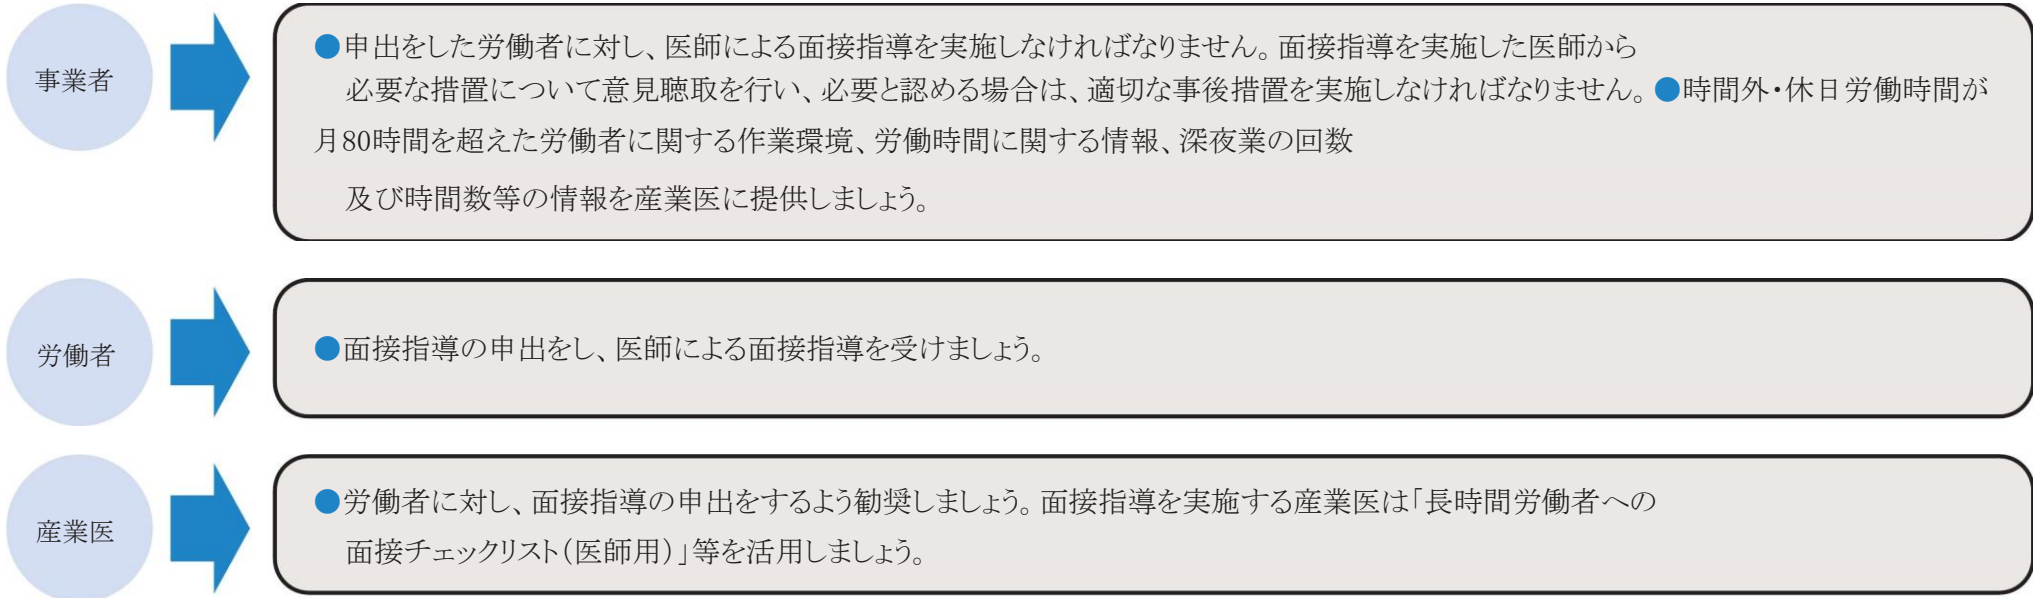 事業者
●申出をした労働者に対し、医師による面接指導を実施しなければなりません。面接指導を実施した医師から
必要な措置について意見聴取を行い、必要と認める場合は、適切な事後措置を実施しなければなりません。●時間外・休日労働時間が
月80時間を超えた労働者に関する作業環境、労働時間に関する情報、深夜業の回数
及び時間数等の情報を産業医に提供しましょう。
労働者
●面接指導の申出をし、医師による面接指導を受けましょう。
産業医
●労働者に対し、面接指導の申出をするよう勧奨しましょう。面接指導を実施する産業医は「長時間労働者への
面接チェックリスト（医師用）」等を活用しましょう。